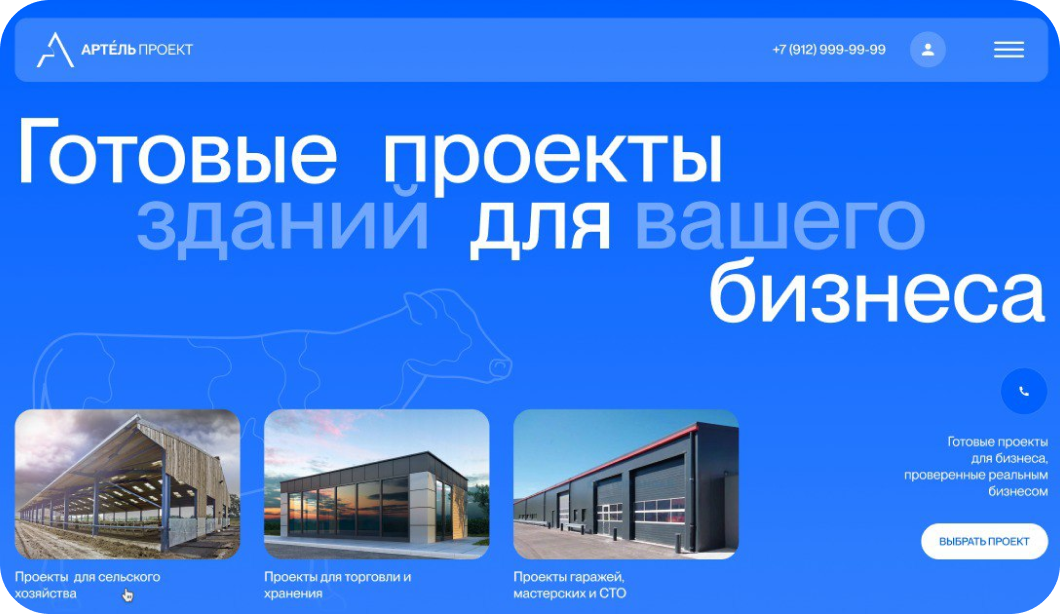 АРТЕ́ЛЬ ПРОЕКТ
+7 (912) 999-99-99
Готовые проекты
зданий для вашего
бизнеса
Готовые проекты
для бизнеса,
проверенные реальным
бизнесом
ВЫБРАТЬ ПРОЕКТ
Проекты для сельского
хозяйства
Проекты для торговли и
хранения
Проекты гаражей,
мастерских и СТО